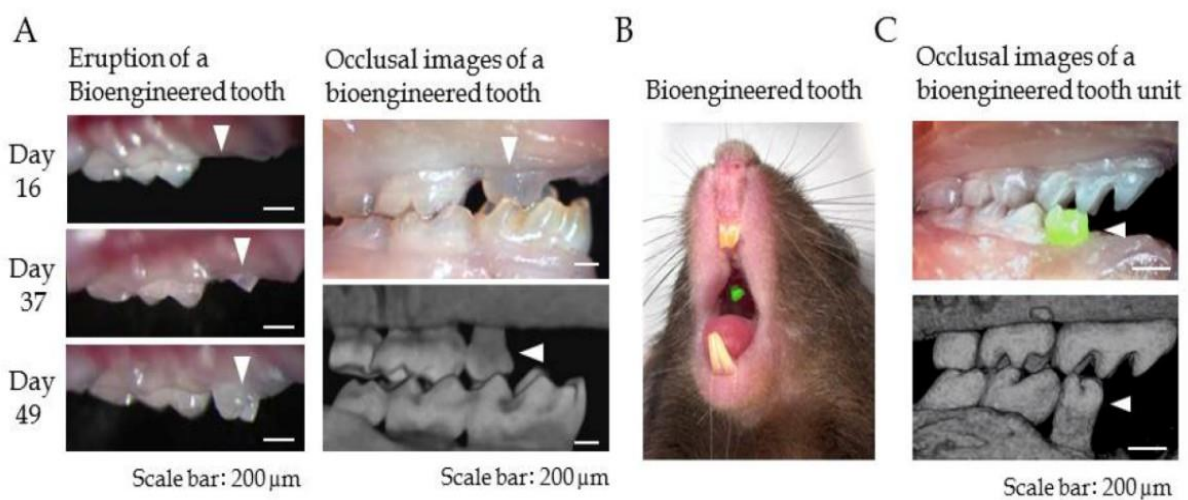 A
B
C
Eruption of a
Bioengineered tooth
Occlusal images of a
bioengineered tooth
Bioengineered tooth
Occlusal images of a
bioengineered tooth unit
Day
16
Day
37
Day
49
Scale bar: 200 µm
Scale bar: 200 µm
Scale bar: 200 µm